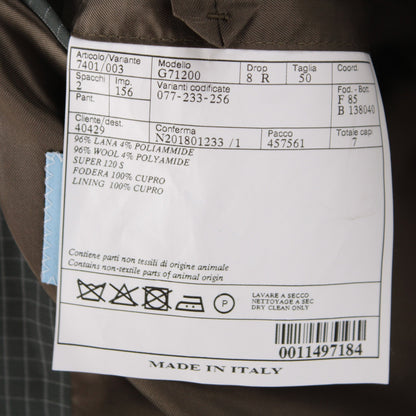 Articolo/Variante Modello Drop Taglia Coord.
7401/003 G71200 8 R 50
Spacchi Imp. Varianti codificate Fod. - Bott.
2 156 077-233-256 F 85
Pant. B 138040
Cliente/dest. Conferma Pacco Totale capi
40429 N201801233 /1 457561 7
96% LANA 4% POLIAMMIDE
96% WOOL 4% POLYAMIDE
SUPER 120 S
FODERA 100% CUPRO
LINING 100% CUPRO
Contiene parti non tessili di origine animale
Contains non-textile parts of animal origin
P
LAVARE A SECCO
NETTOYAGE A SEC
DRY CLEAN ONLY
0011497184
MADE IN ITALY